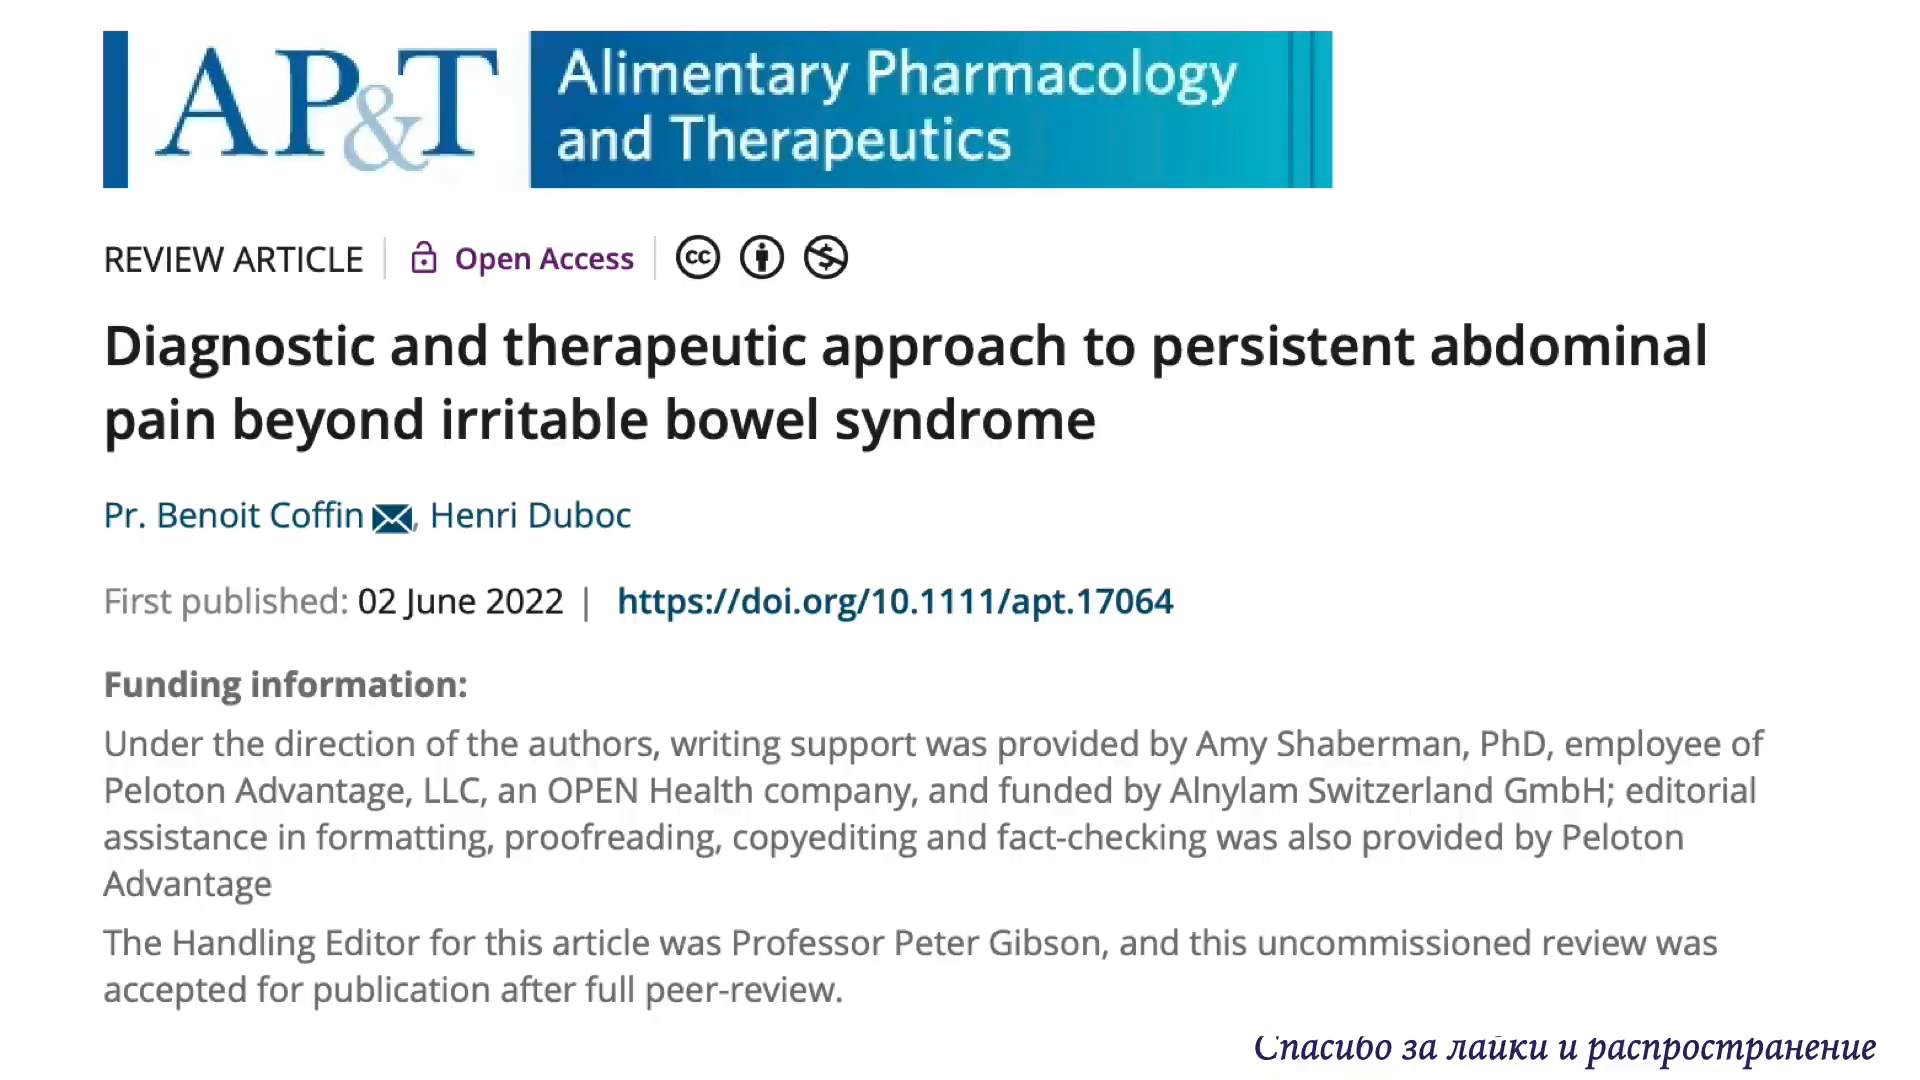 AP&T
Alimentary Pharmacology
and Therapeutics
REVIEW ARTICLE Open Access cc
Diagnostic and therapeutic approach to persistent abdominal
pain beyond irritable bowel syndrome
Pr. Benoit Coffin, Henri Duboc
First published: 02 June 2022 | https://doi.org/10.1111/apt.17064
Funding information:
Under the direction of the authors, writing support was provided by Amy Shaberman, PhD, employee of
Peloton Advantage, LLC, an OPEN Health company, and funded by Alnylam Switzerland GmbH; editorial
assistance in formatting, proofreading, copyediting and fact-checking was also provided by Peloton
Advantage
The Handling Editor for this article was Professor Peter Gibson, and this uncommissioned review was
accepted for publication after full peer-review.
Спасибо за лайки и распространение